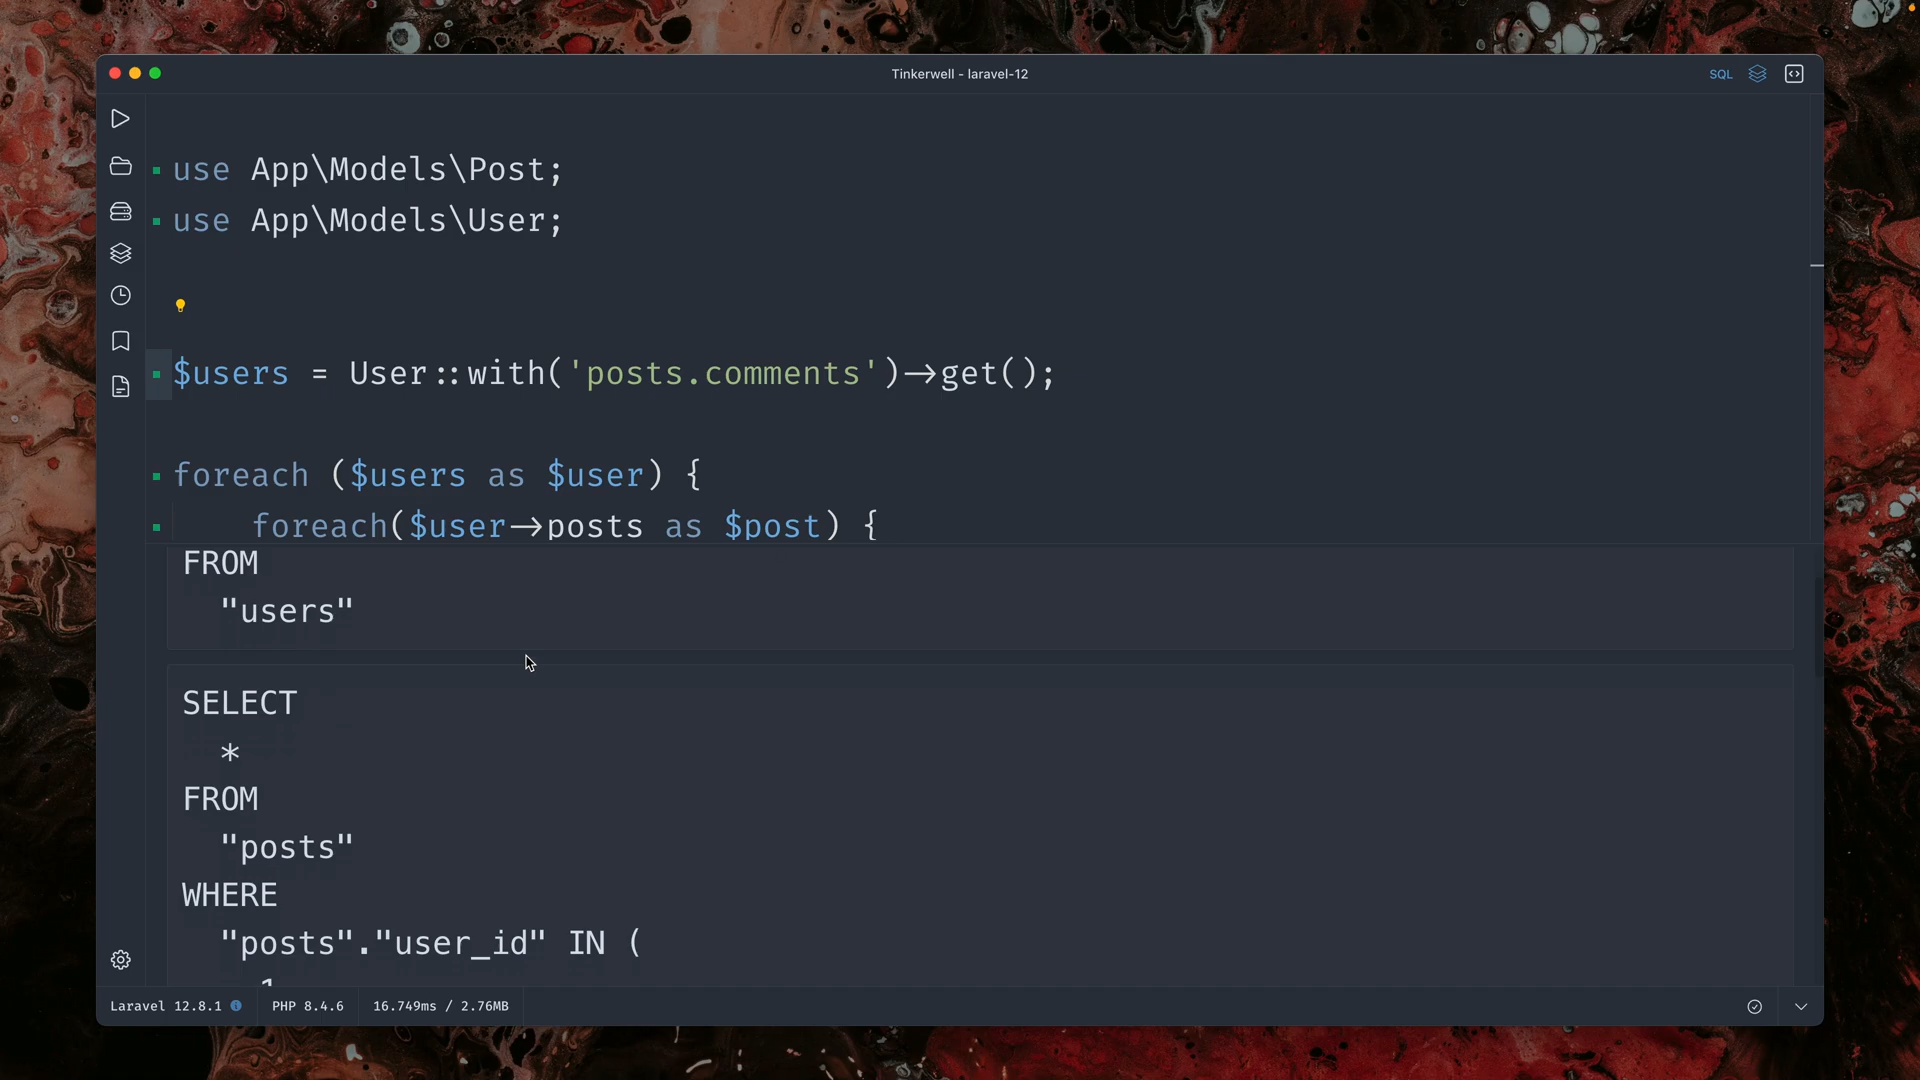 Tinkerwell - laravel-12
SQL
use App\Models\Post;
use App\Models\User;
$users = User::with('posts.comments')->get();
foreach ($users as $user) {
foreach($user->posts as $post) {
FROM
"users"
SELECT
*
FROM
"posts"
WHERE
"posts"."user_id" IN (
1
Laravel 12.8.1
PHP 8.4.6
16.749ms / 2.76MB